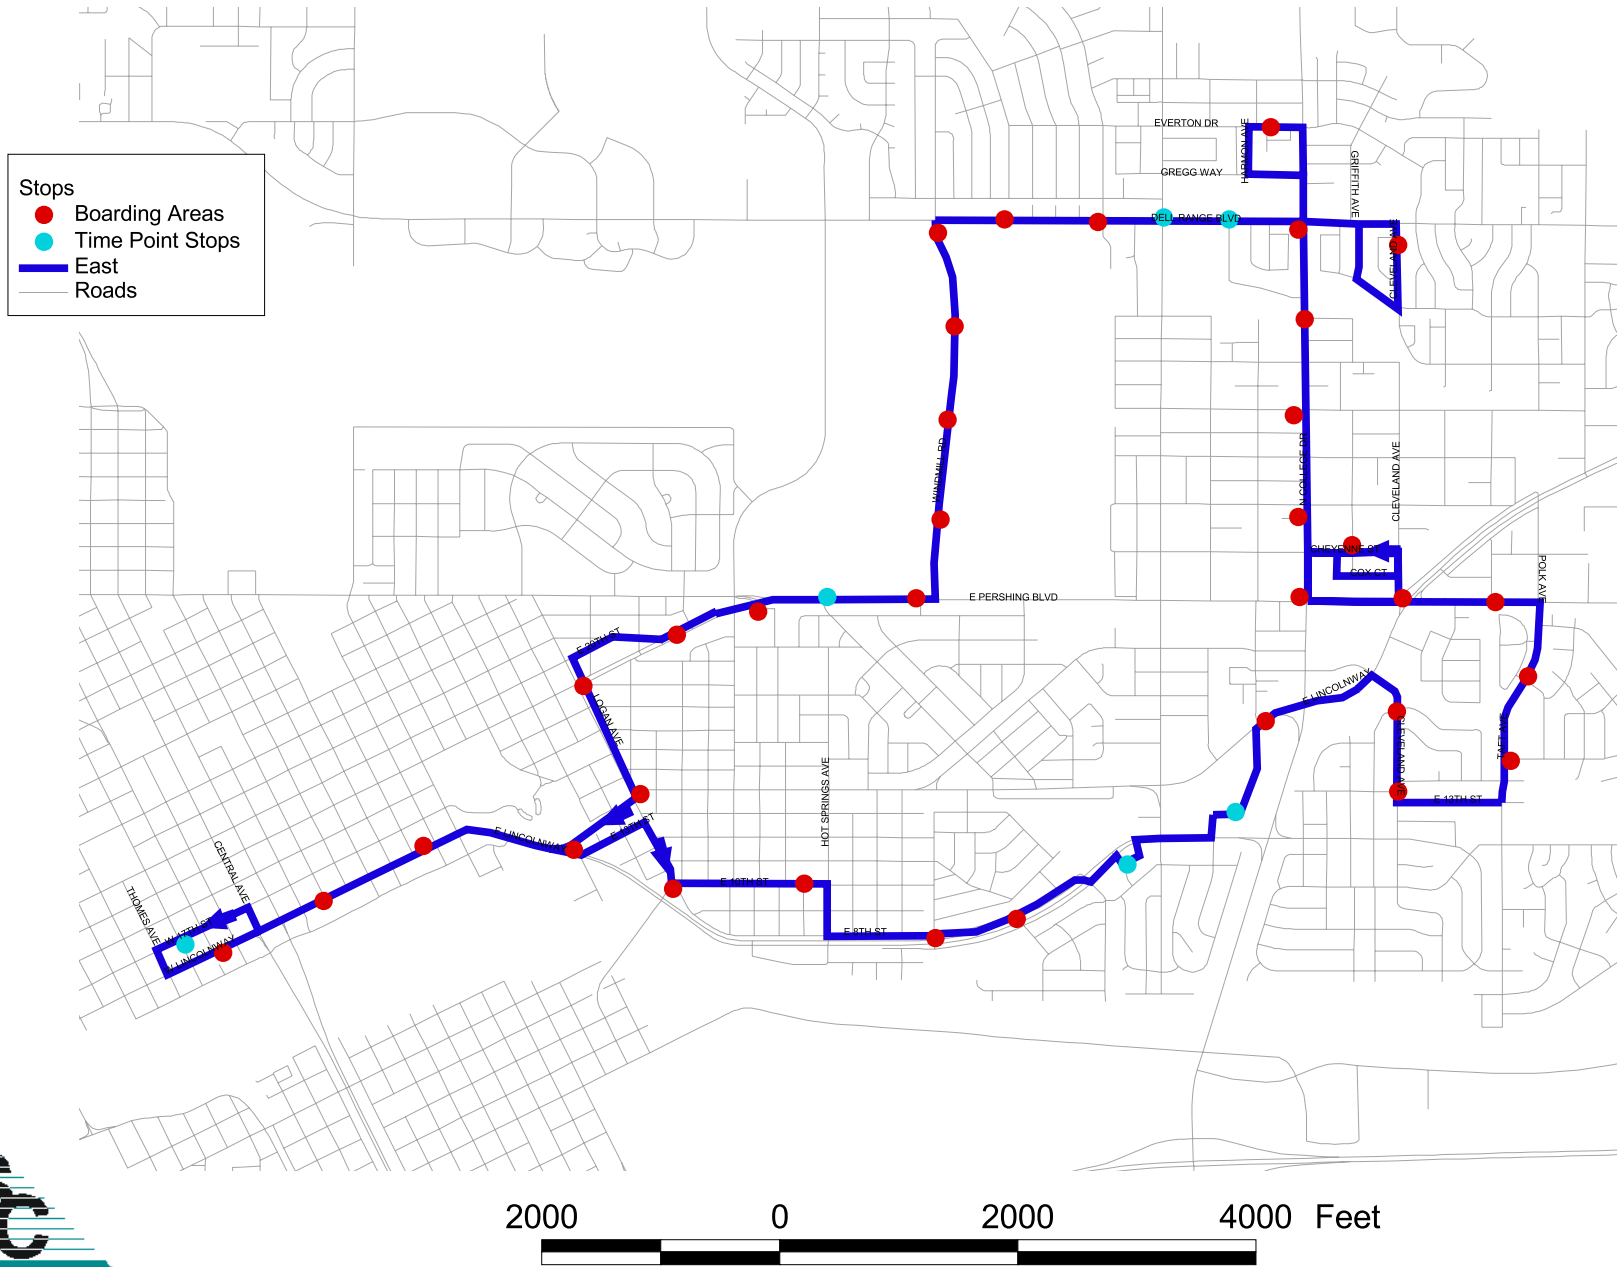 EVERTON DR
HARMON AVE
GREGG WAY
GRIFFITH AVE
Stops
Boarding Areas
Time Point Stops
East
Roads
DELL RANGE BLVD
CLEVELAND AVE
WINDMILL RD
N COLLEGE DR
CLEVELAND AVE
CHEYENNE ST
COX CT
POLK AVE
E PERSHING BLVD
E 20TH ST
LOGAN AVE
E LINCOLNWAY
CLEVELAND AVE
TAFT AVE
E 13TH ST
HOT SPRINGS AVE
E LINCOLNWAY
E 10TH ST
E 8TH ST
CENTRAL AVE
THOMES AVE
W 17TH ST
W LINCOLNWAY
2000 0 2000 4000 Feet
C